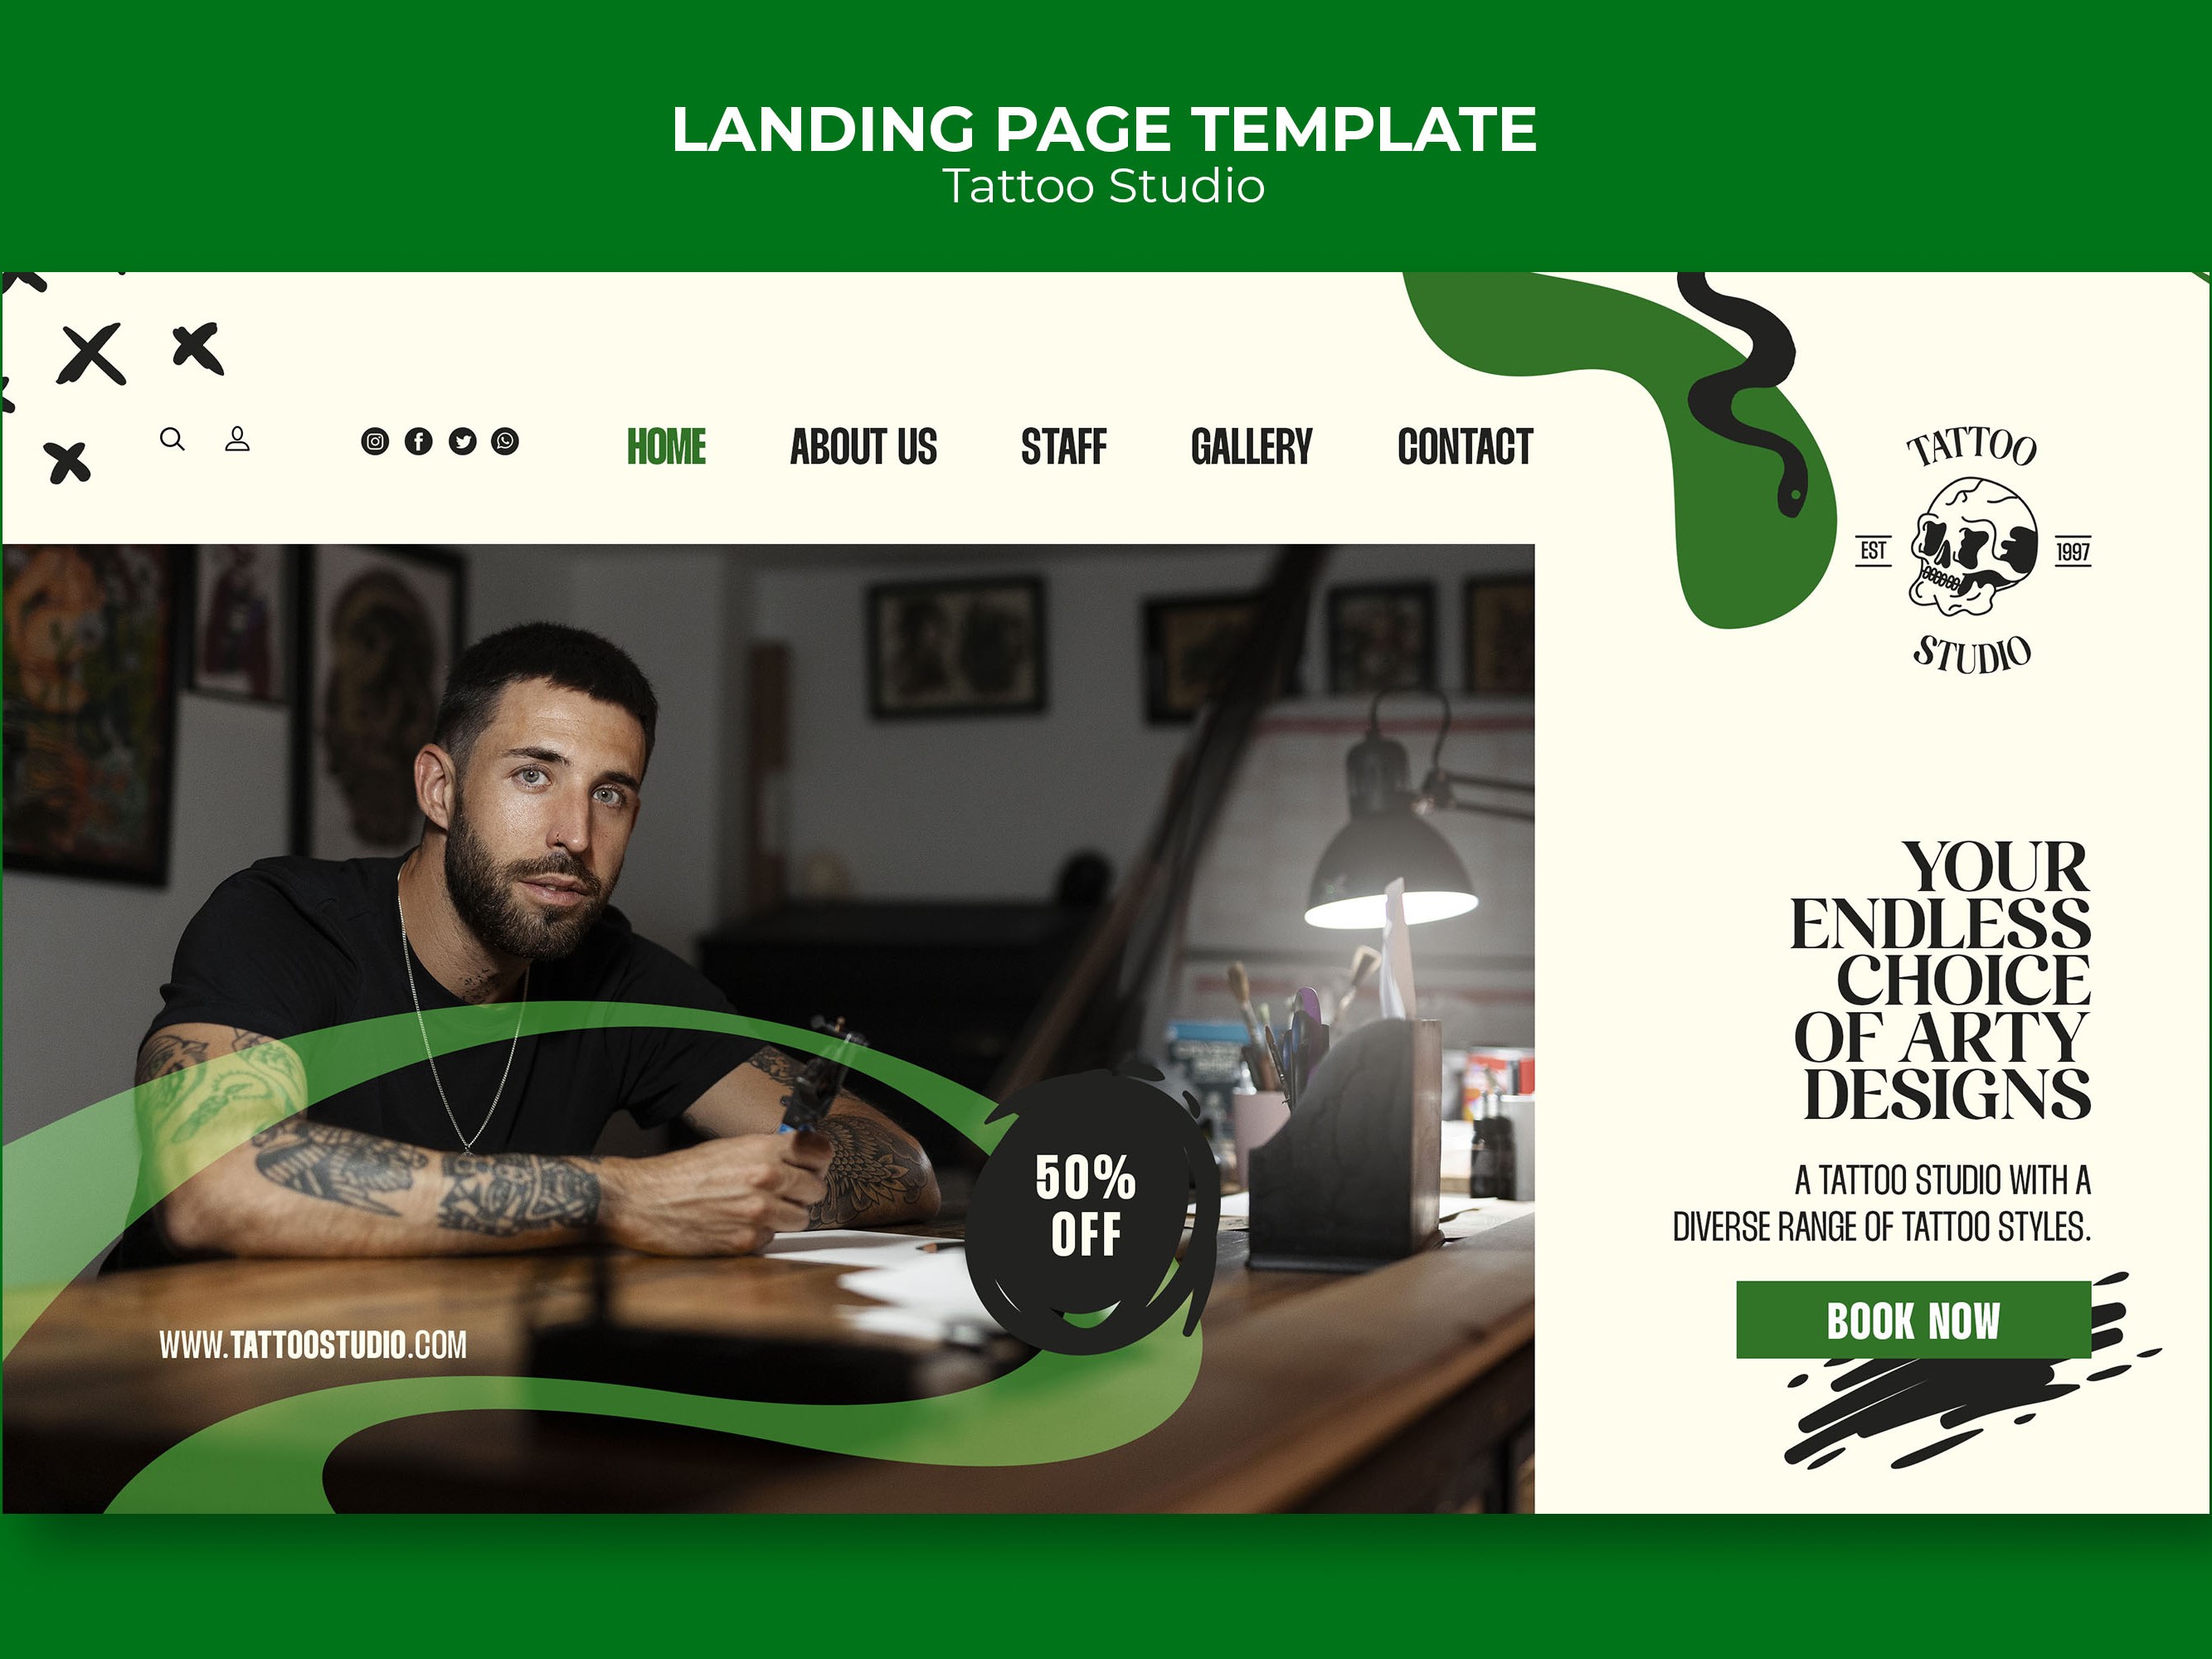 LANDING PAGE TEMPLATE
Tattoo Studio
HOME ABOUT US STAFF GALLERY CONTACT
TATTOO
EST 1997
STUDIO
YOUR
ENDLESS
CHOICE
OF ARTY
DESIGNS
A TATTOO STUDIO WITH A
DIVERSE RANGE OF TATTOO STYLES.
BOOK NOW
50%
OFF
WWW.TATTOOSTUDIO.COM